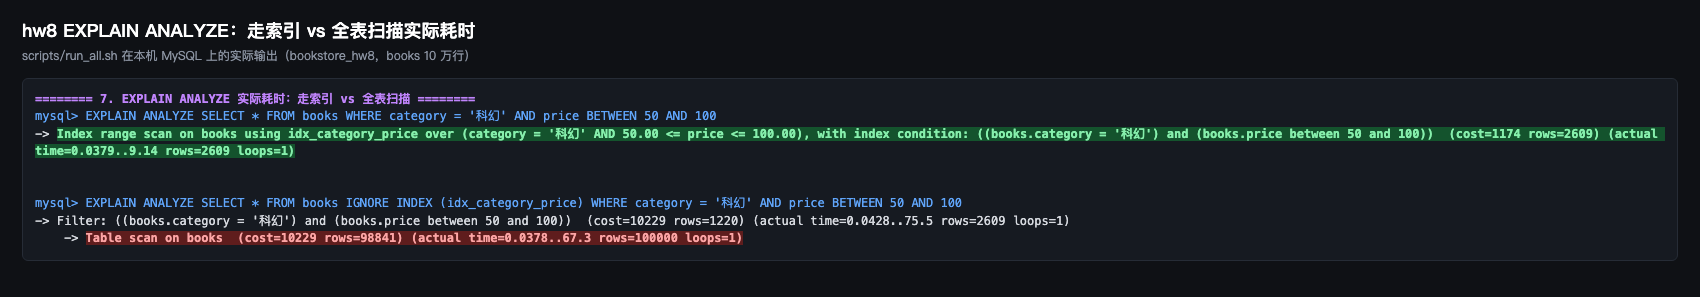 hw8 EXPLAIN ANALYZE：走索引 vs 全表扫描实际耗时
scripts/run_all.sh 在本机 MySQL 上的实际输出（bookstore_hw8，books 10 万行）
======== 7. EXPLAIN ANALYZE 实际耗时：走索引 vs 全表扫描 ========
mysql> EXPLAIN ANALYZE SELECT * FROM books WHERE category = '科幻' AND price BETWEEN 50 AND 100
-> Index range scan on books using idx_category_price over (category = '科幻' AND 50.00 <= price <= 100.00), with index condition: ((books.category = '科幻') and (books.price between 50 and 100))  (cost=1174 rows=2609) (actual
time=0.0379..9.14 rows=2609 loops=1)
mysql> EXPLAIN ANALYZE SELECT * FROM books IGNORE INDEX (idx_category_price) WHERE category = '科幻' AND price BETWEEN 50 AND 100
-> Filter: ((books.category = '科幻') and (books.price between 50 and 100))  (cost=10229 rows=1220) (actual time=0.0428..75.5 rows=2609 loops=1)
    -> Table scan on books  (cost=10229 rows=98841) (actual time=0.0378..67.3 rows=100000 loops=1)